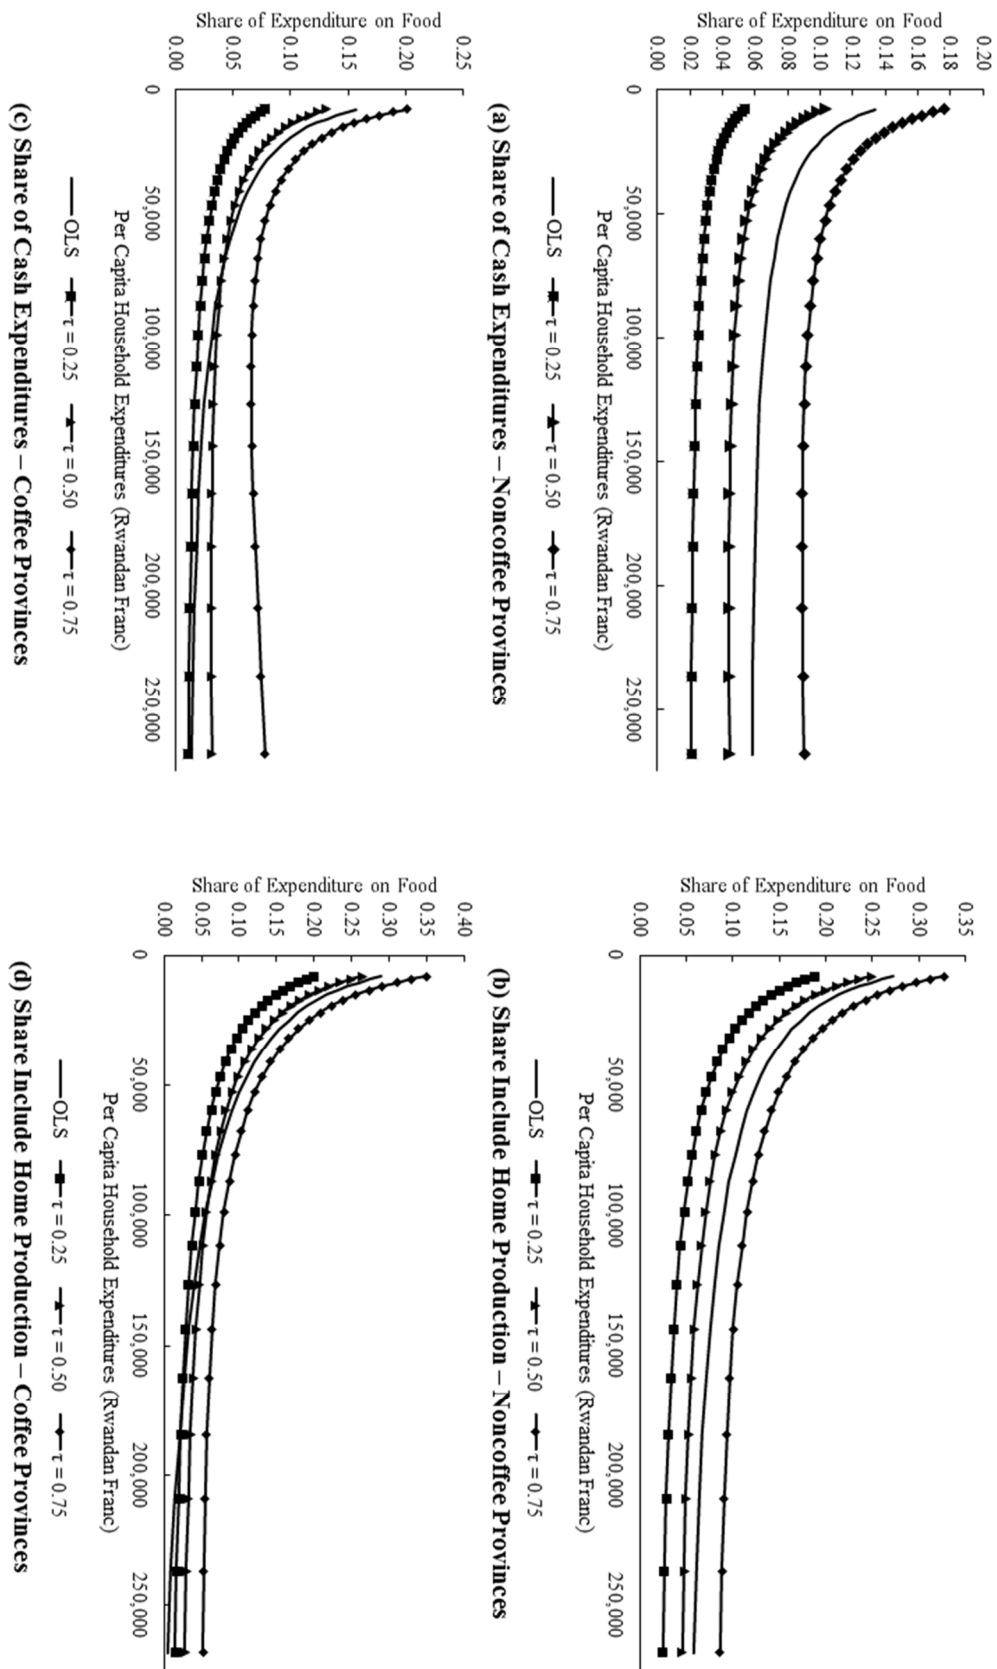 Share of Expenditure on Food
0.20
0.18
0.16
0.14
0.12
0.10
0.08
0.06
0.04
0.02
0.00
0 50,000 100,000 150,000 200,000 250,000
Per Capita Household Expenditures (Rwandan Franc)
OLS τ = 0.25 τ = 0.50 τ = 0.75
(a) Share of Cash Expenditures – Noncoffee Provinces
Share of Expenditure on Food
0.35
0.30
0.25
0.20
0.15
0.10
0.05
0.00
0 50,000 100,000 150,000 200,000 250,000
Per Capita Household Expenditures (Rwandan Franc)
OLS τ = 0.25 τ = 0.50 τ = 0.75
(b) Share Include Home Production – Noncoffee Provinces
Share of Expenditure on Food
0.25
0.20
0.15
0.10
0.05
0.00
0 50,000 100,000 150,000 200,000 250,000
Per Capita Household Expenditures (Rwandan Franc)
OLS τ = 0.25 τ = 0.50 τ = 0.75
(c) Share of Cash Expenditures – Coffee Provinces
Share of Expenditure on Food
0.40
0.35
0.30
0.25
0.20
0.15
0.10
0.05
0.00
0 50,000 100,000 150,000 200,000 250,000
Per Capita Household Expenditures (Rwandan Franc)
OLS τ = 0.25 τ = 0.50 τ = 0.75
(d) Share Include Home Production – Coffee Provinces